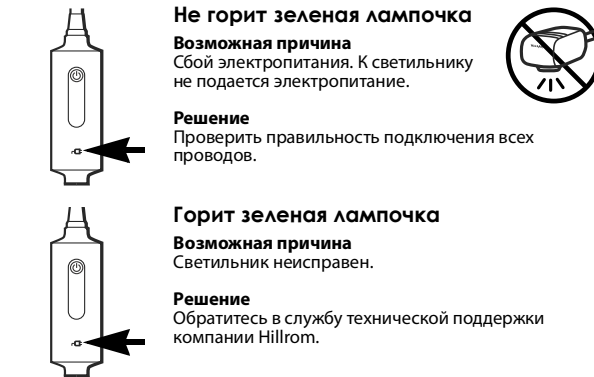 Не горит зеленая лампочка
Возможная причина
Сбой электропитания. К светильнику
не подается электропитание.
Решение
Проверить правильность подключения всех
проводов.
Горит зеленая лампочка
Возможная причина
Светильник неисправен.
Решение
Обратитесь в службу технической поддержки
компании Hillrom.